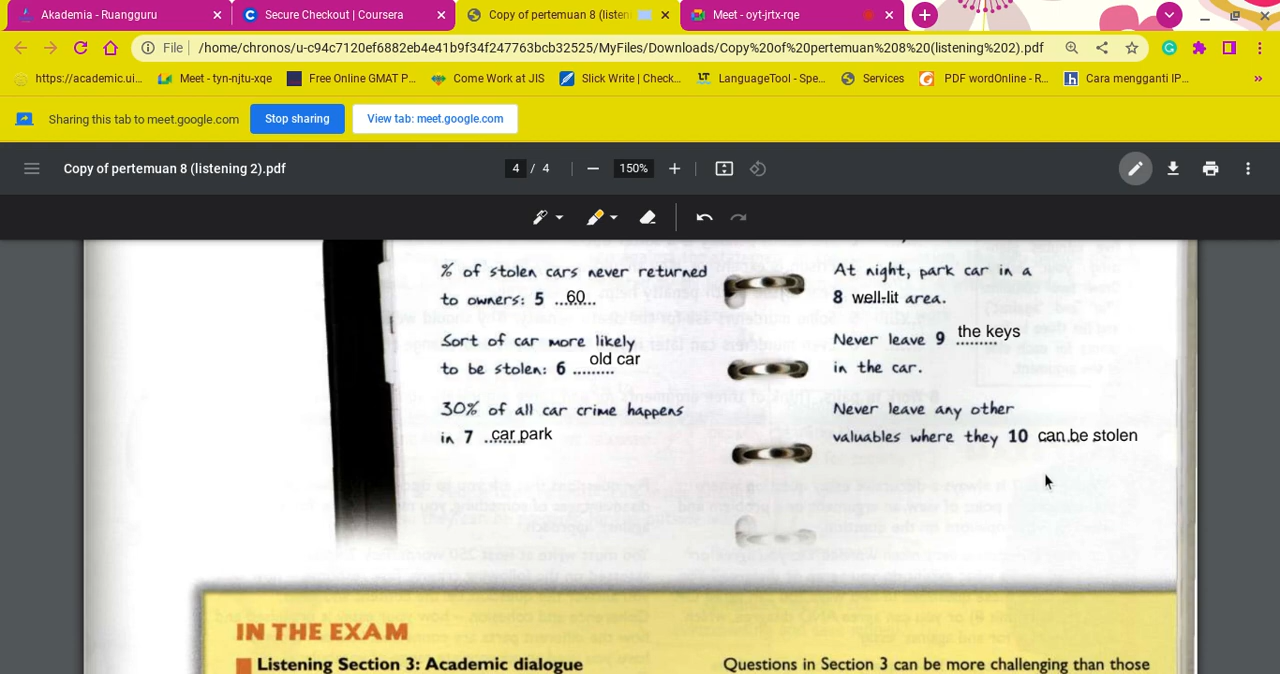 Akademia - Ruangguru
Secure Checkout | Coursera
Copy of pertemuan 8 (listen
Meet - oyt-jrtx-rqe
File
/home/chronos/u-c94c7120ef6882eb4e41b9f34f247763bcb32525/MyFiles/Downloads/Copy%20of%20pertemuan%208%20(listening%202).pdf
https://academic.ui...
Meet - tyn-njtu-xqe
Free Online GMAT P...
Come Work at JIS
Slick Write | Check...
LanguageTool - Spe...
Services
PDF wordOnline - R...
Cara mengganti IP...
Sharing this tab to meet.google.com
Stop sharing
View tab: meet.google.com
Copy of pertemuan 8 (listening 2).pdf
4 / 4
150%
% of stolen cars never returned
to owners: 5 60
Sort of car more likely
old car
to be stolen: 6 .........
30% of all car crime happens
in 7 car park
At night, park car in a
8 well-lit area.
Never leave 9 the keys
in the car.
Never leave any other
valuables where they 10 can be stolen
IN THE EXAM
Listening Section 3: Academic dialogue
Questions in Section 3 can be more challenging than those